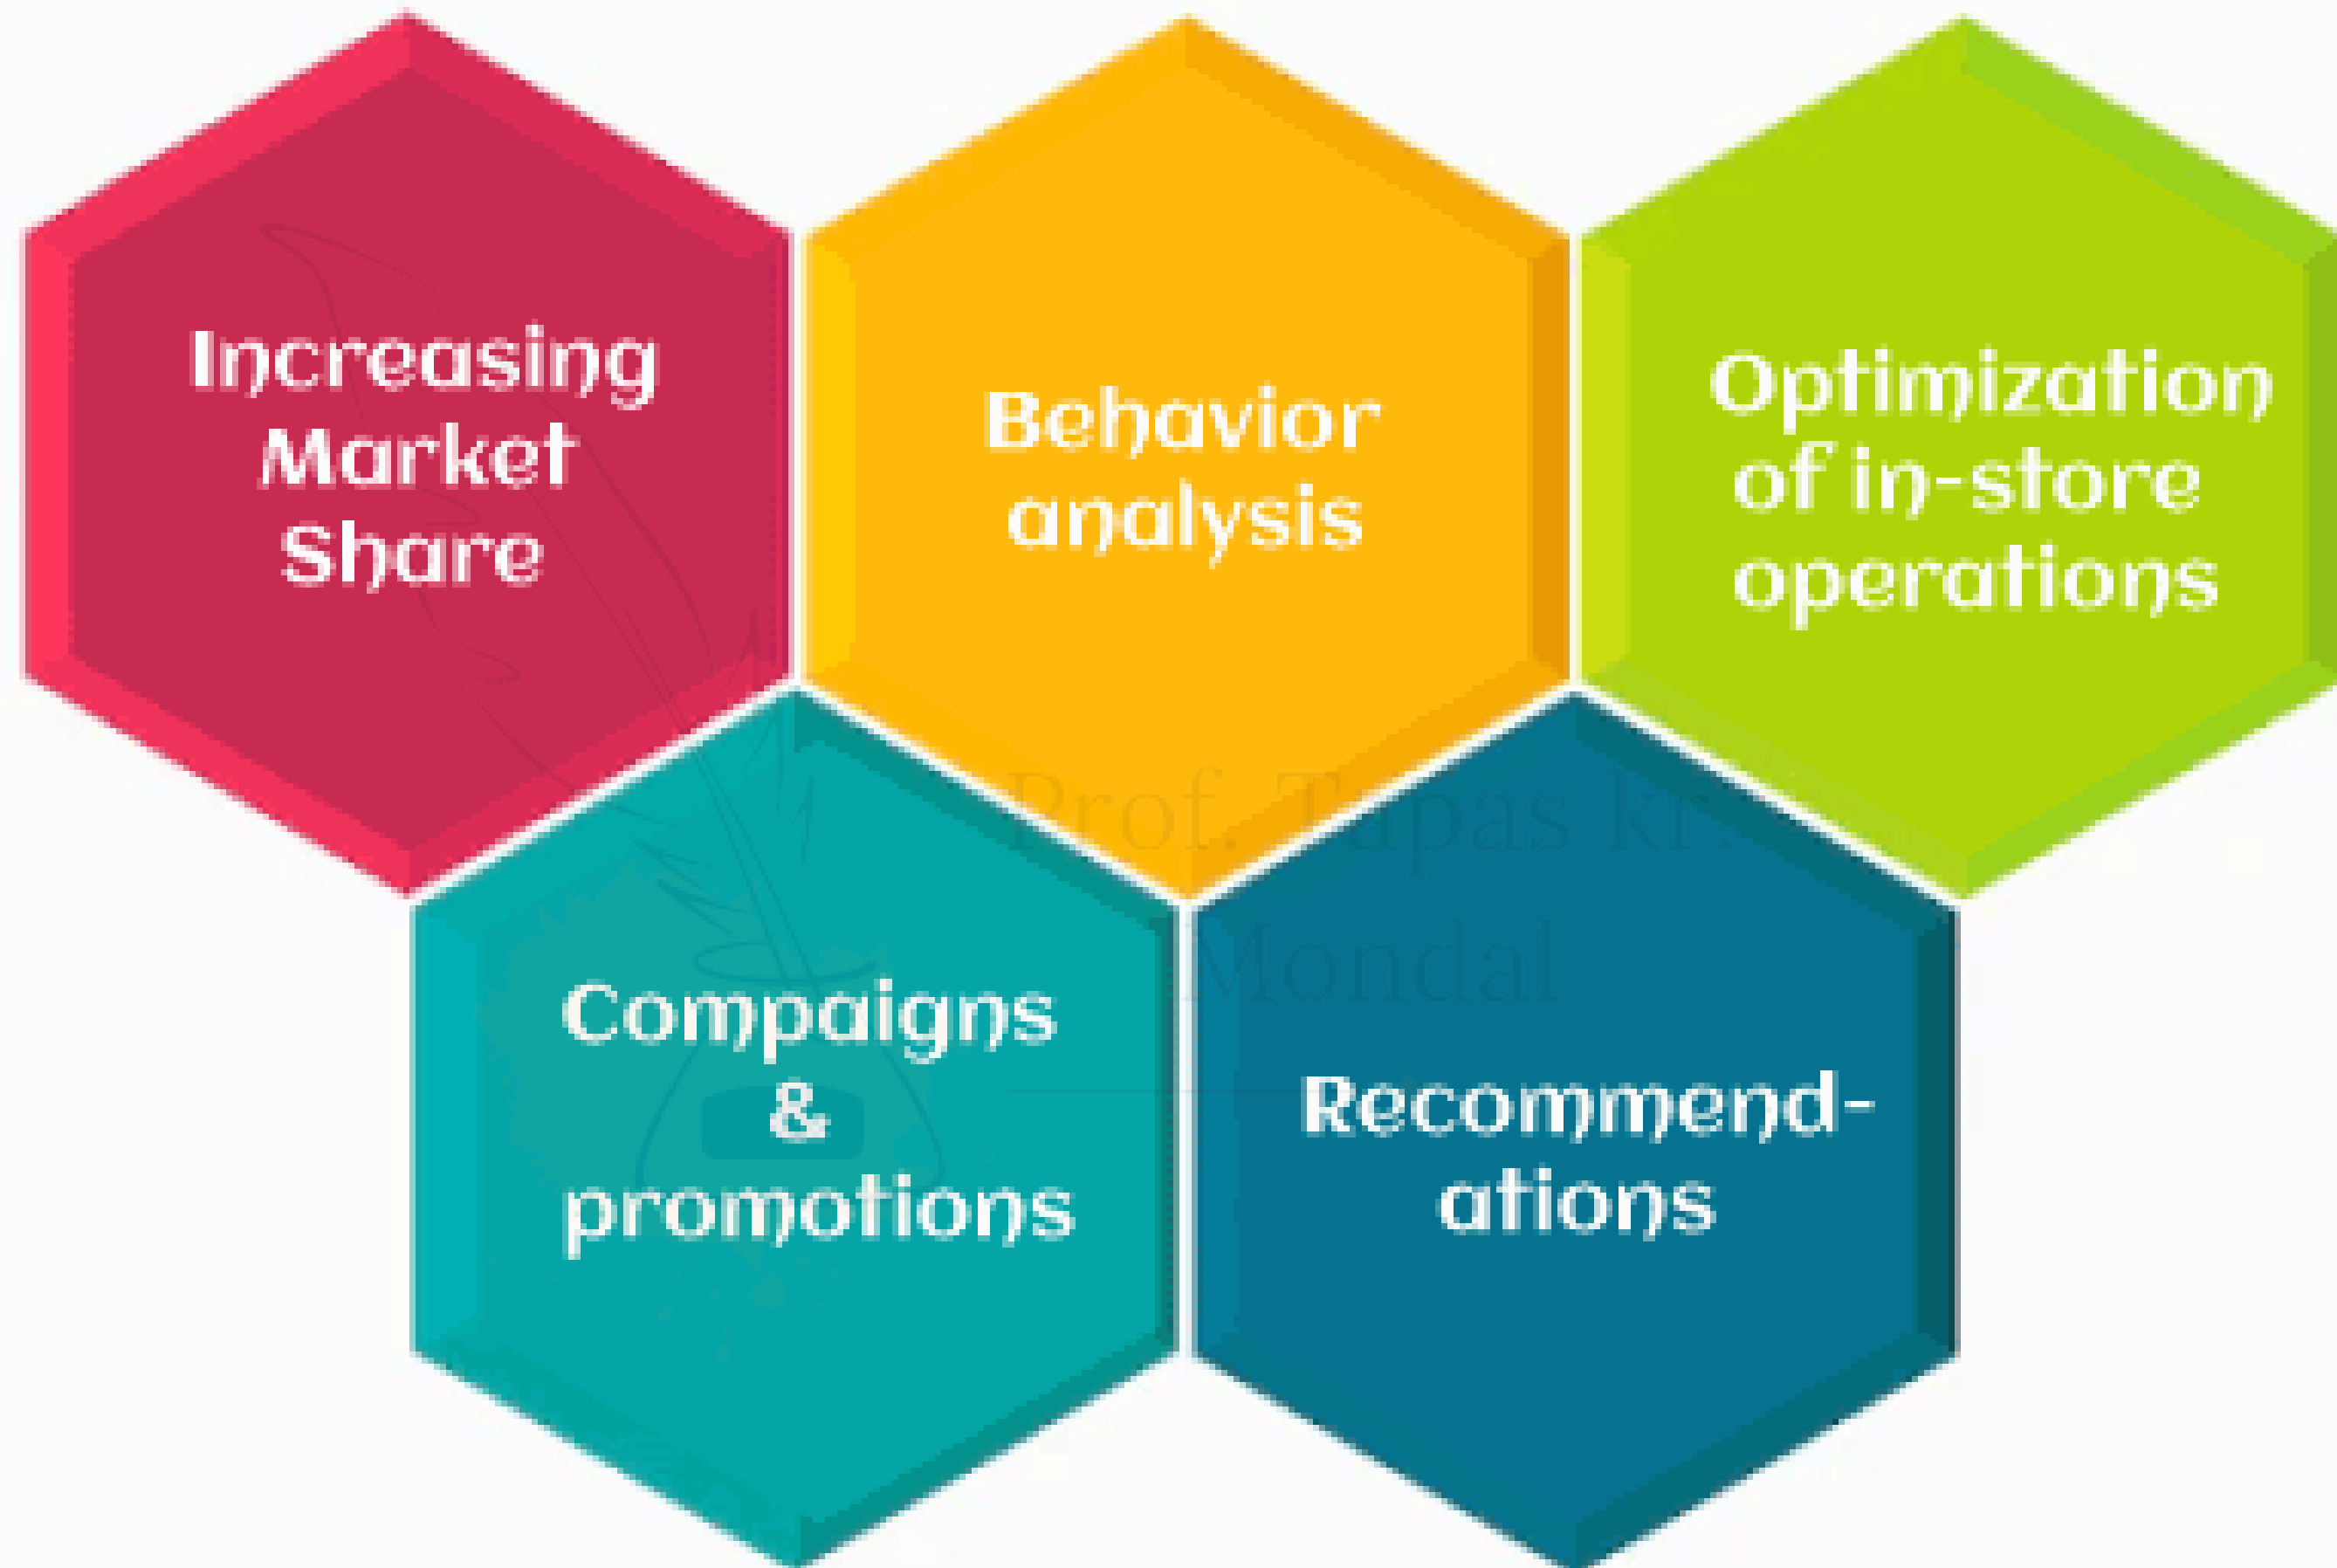 Increasing
Market
Share
Behavior
analysis
Optimization
of in-store
operations
Compaigns
&
promotions
Recommend-
ations
Prof. Tapas kr.
Mondal